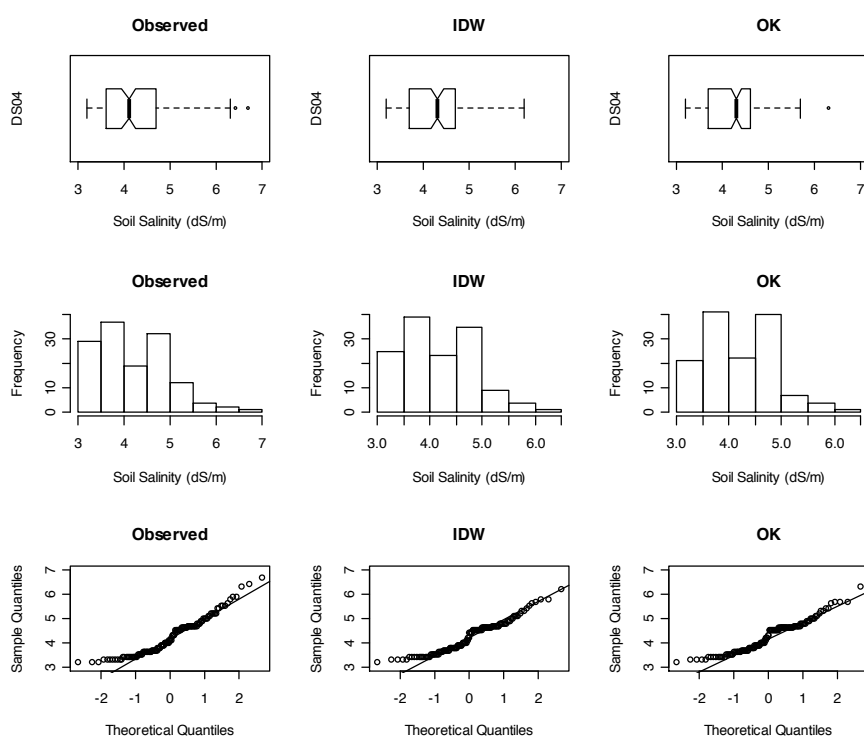 Observed IDW OK
DS04 DS04 DS04
3 4 5 6 7 3 4 5 6 7 3 4 5 6 7
Soil Salinity (dS/m) Soil Salinity (dS/m) Soil Salinity (dS/m)
Observed IDW OK
Frequency Frequency Frequency
30 30 30
10 10 10
0 0 0
3 4 5 6 7 3.0 4.0 5.0 6.0 3.0 4.0 5.0 6.0
Soil Salinity (dS/m) Soil Salinity (dS/m) Soil Salinity (dS/m)
Observed IDW OK
Sample Quantiles Sample Quantiles Sample Quantiles
7 7 7
6 6 6
5 5 5
4 4 4
3 3 3
-2 -1 0 1 2 -2 -1 0 1 2 -2 -1 0 1 2
Theoretical Quantiles Theoretical Quantiles Theoretical Quantiles